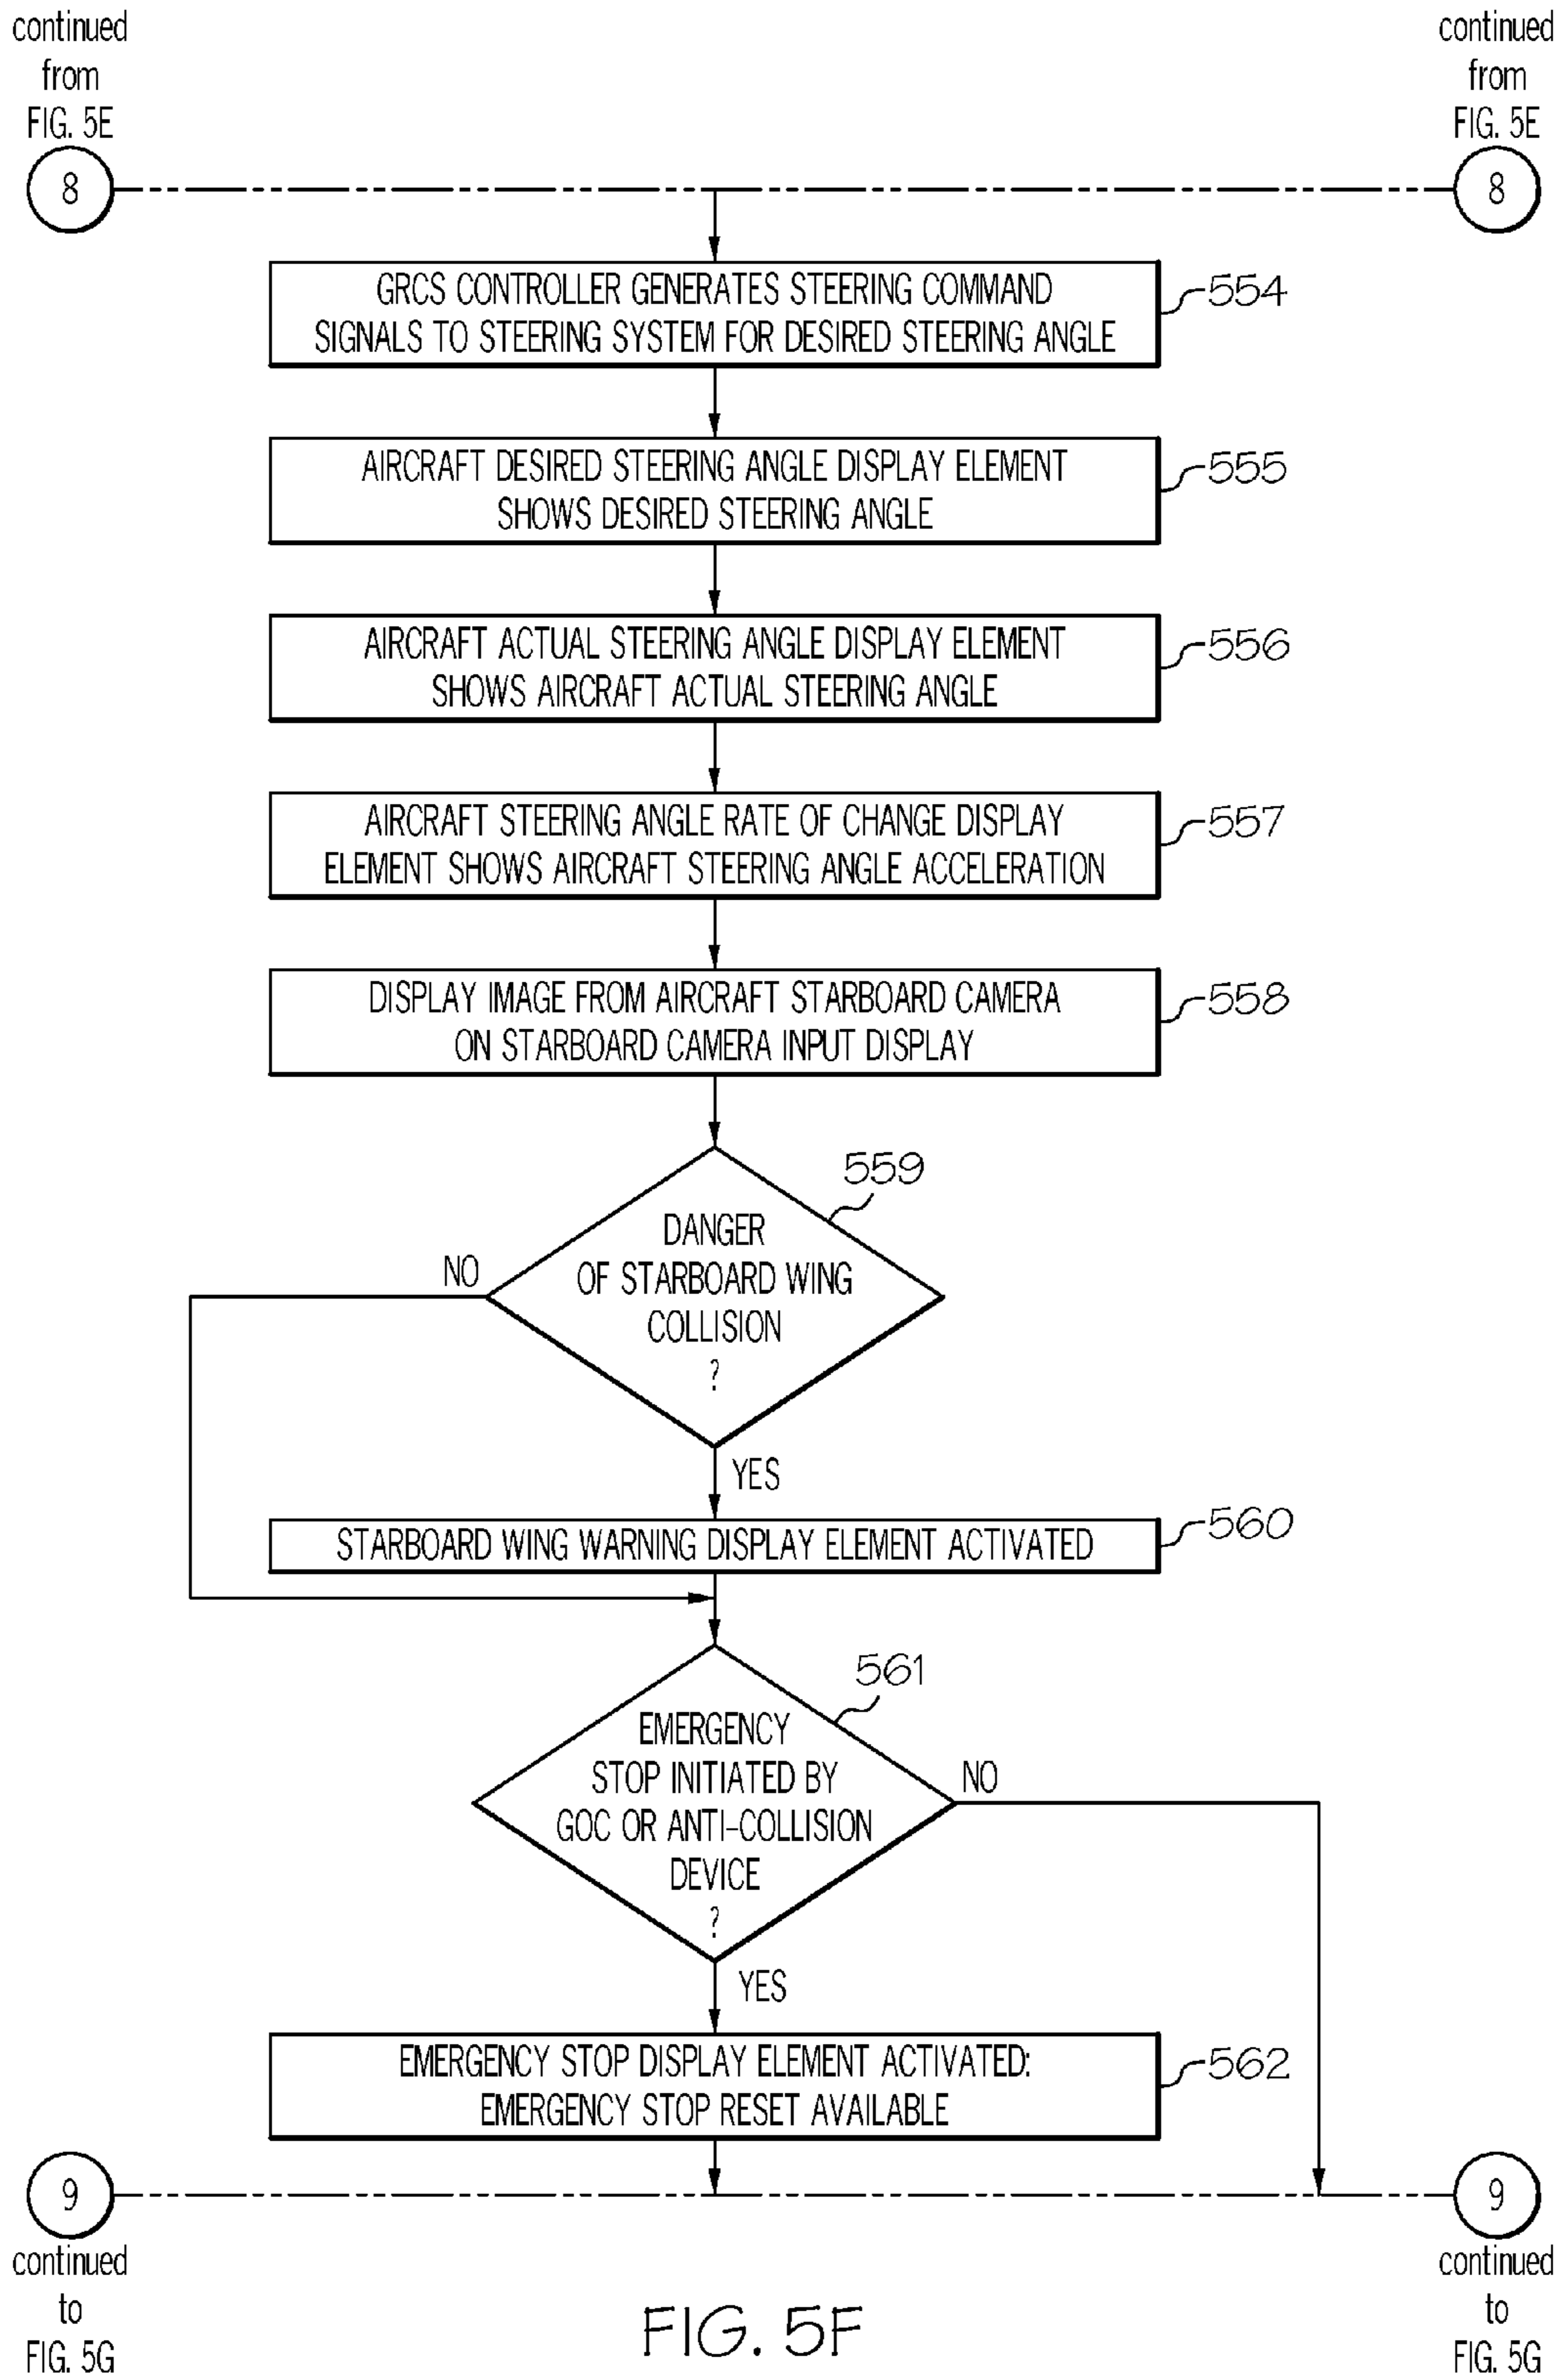 continued
from
FIG. 5E
8
continued
from
FIG. 5E
8
GRCS CONTROLLER GENERATES STEERING COMMAND
SIGNALS TO STEERING SYSTEM FOR DESIRED STEERING ANGLE
554
AIRCRAFT DESIRED STEERING ANGLE DISPLAY ELEMENT
SHOWS DESIRED STEERING ANGLE
555
AIRCRAFT ACTUAL STEERING ANGLE DISPLAY ELEMENT
SHOWS AIRCRAFT ACTUAL STEERING ANGLE
556
AIRCRAFT STEERING ANGLE RATE OF CHANGE DISPLAY
ELEMENT SHOWS AIRCRAFT STEERING ANGLE ACCELERATION
557
DISPLAY IMAGE FROM AIRCRAFT STARBOARD CAMERA
ON STARBOARD CAMERA INPUT DISPLAY
558
559
DANGER
OF STARBOARD WING
COLLISION
?
NO
YES
STARBOARD WING WARNING DISPLAY ELEMENT ACTIVATED
560
561
EMERGENCY
STOP INITIATED BY
GOC OR ANTI-COLLISION
DEVICE
?
NO
YES
EMERGENCY STOP DISPLAY ELEMENT ACTIVATED:
EMERGENCY STOP RESET AVAILABLE
562
9
continued
to
FIG. 5G
9
continued
to
FIG. 5G
FIG. 5F